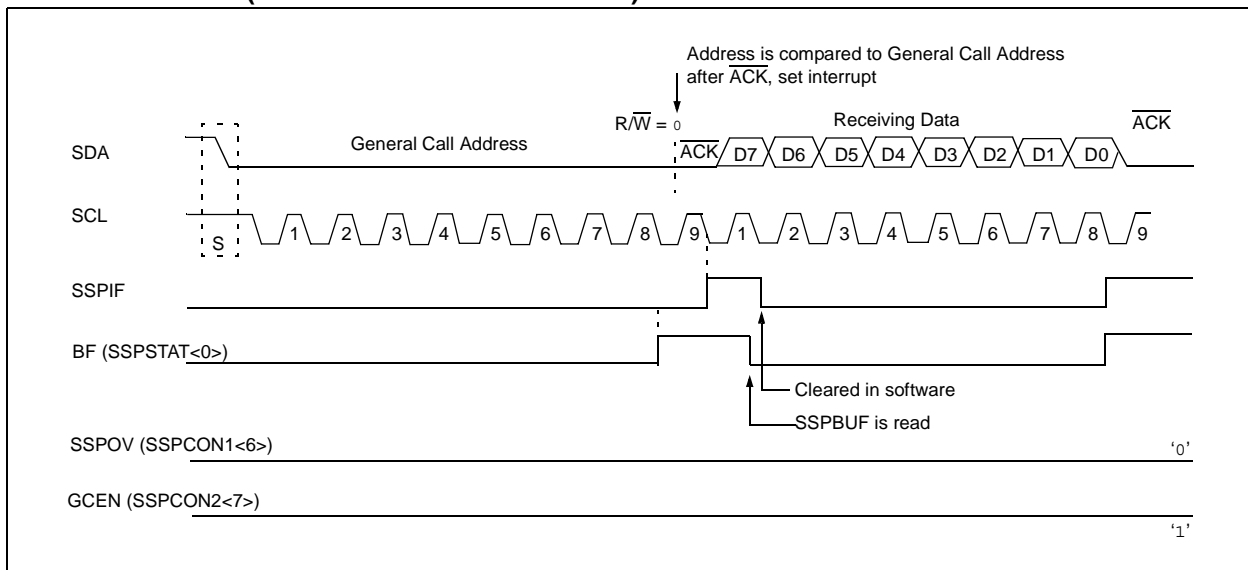 Address is compared to General Call Address
after ACK, set interrupt
R/W = 0
Receiving Data
ACK
SDA
General Call Address
ACK
D7 D6 D5 D4 D3 D2 D1 D0
SCL
S
1 2 3 4 5 6 7 8 9 1 2 3 4 5 6 7 8 9
SSPIF
BF (SSPSTAT<0>)
Cleared in software
SSPBUF is read
SSPOV (SSPCON1<6>)
‘0’
GCEN (SSPCON2<7>)
‘1’